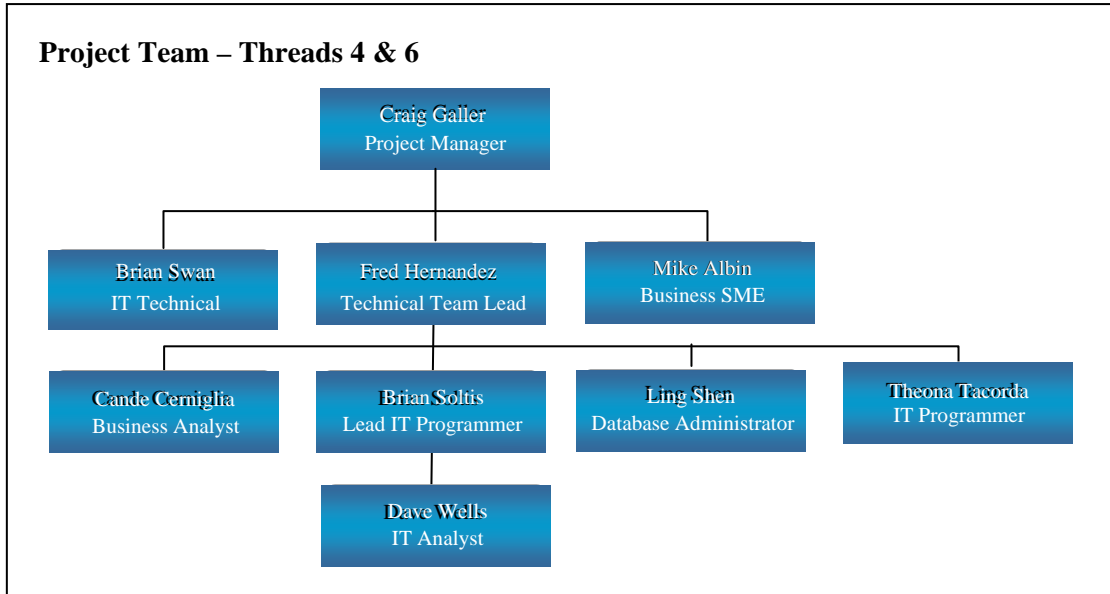 Project Team – Threads 4 & 6
Craig Galler
Project Manager
Brian Swan
IT Technical
Fred Hernandez
Technical Team Lead
Mike Albin
Business SME
Cande Cerniglia
Business Analyst
Brian Soltis
Lead IT Programmer
Ling Shen
Database Administrator
Theona Tacorda
IT Programmer
Dave Wells
IT Analyst